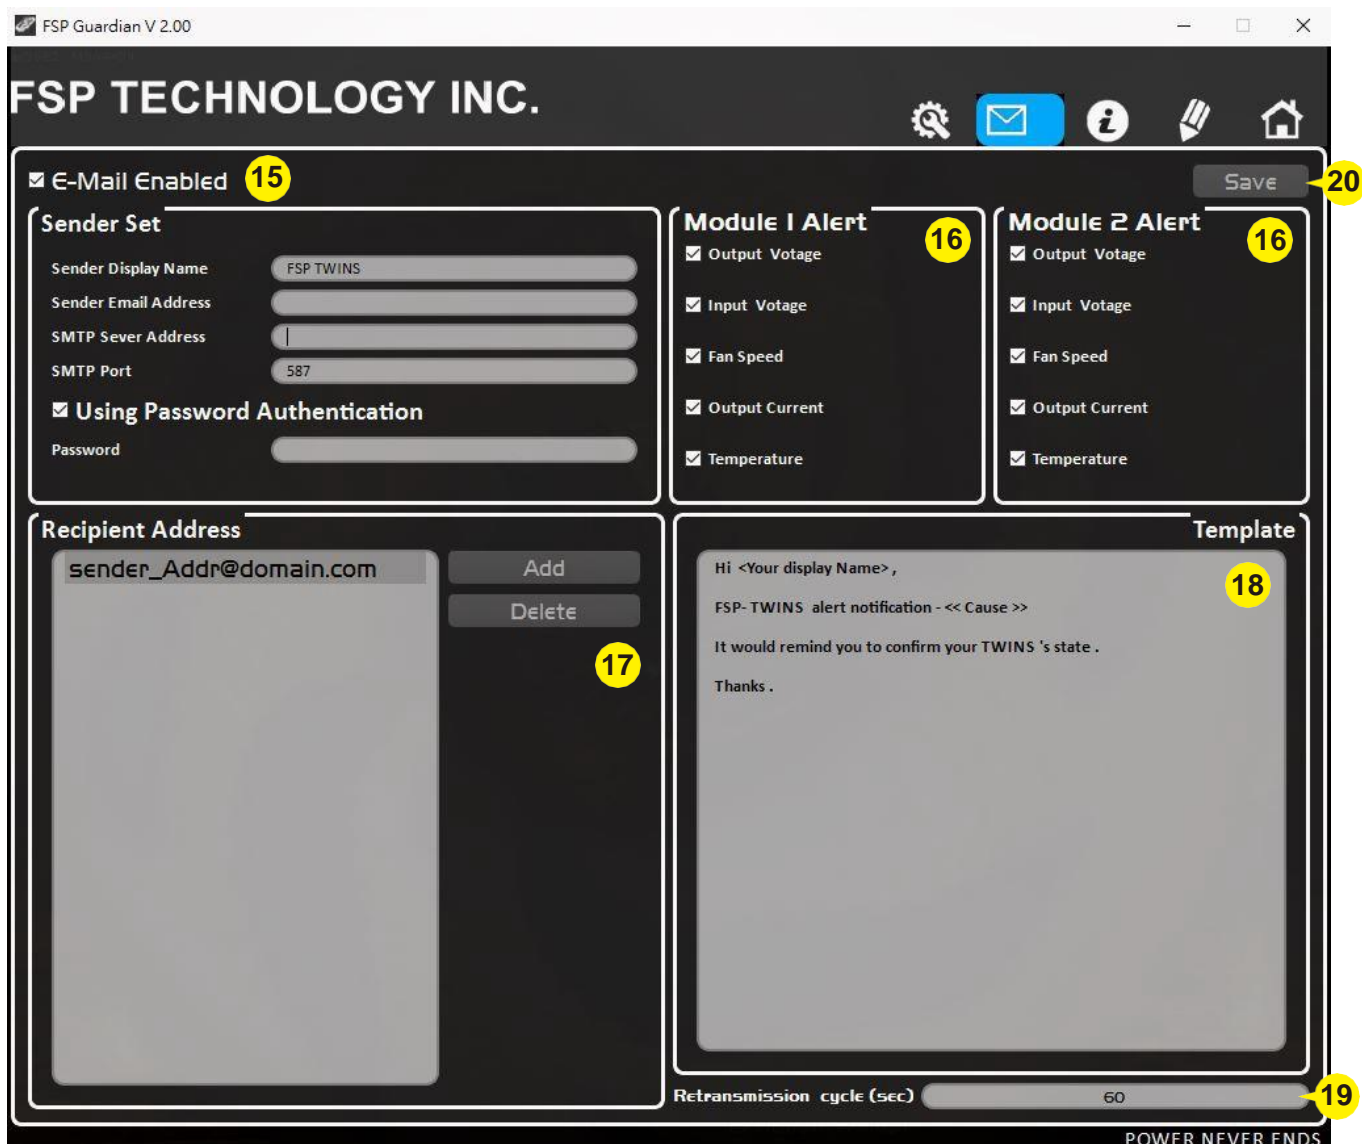 FSP Guardian V 2.00
FSP TECHNOLOGY INC.
E-Mail Enabled
15
Save
20
Sender Set
Sender Display Name
FSP TWINS
Sender Email Address
SMTP Sever Address
SMTP Port
587
Using Password Authentication
Password
Module 1 Alert
16
Output Votage
Input Votage
Fan Speed
Output Current
Temperature
Module 2 Alert
16
Output Votage
Input Votage
Fan Speed
Output Current
Temperature
Recipient Address
sender_Addr@domain.com
Add
Delete
17
Template
18
Hi <Your display Name> ,
FSP- TWINS alert notification - << Cause >>
It would remind you to confirm your TWINS 's state .
Thanks .
Retransmission cycle (sec)
60
19
POWER NEVER ENDS